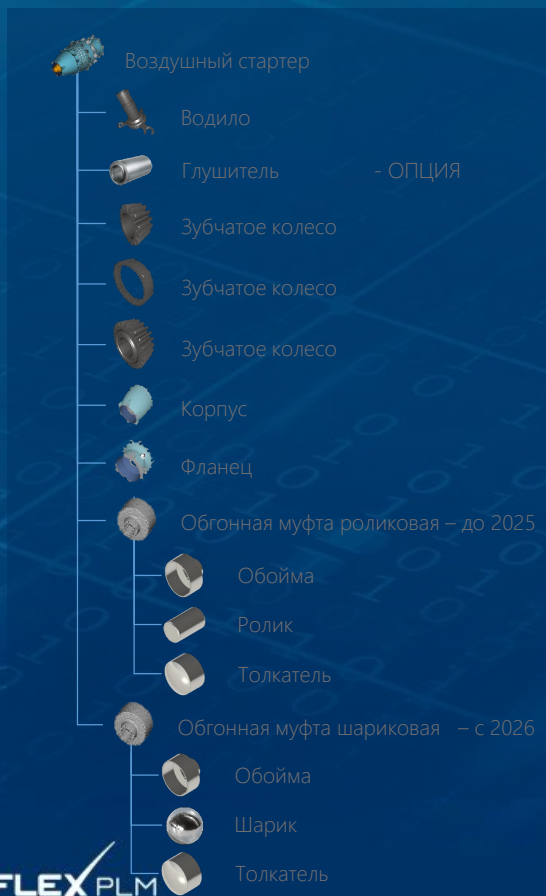 Воздушный стартер
Водило
Глушитель - ОПЦИЯ
Зубчатое колесо
Зубчатое колесо
Зубчатое колесо
Корпус
Фланец
Обгонная муфта роликовая – до 2025
Обойма
Ролик
Толкатель
Обгонная муфта шариковая – с 2026
Обойма
Шарик
Толкатель
FLEX PLM